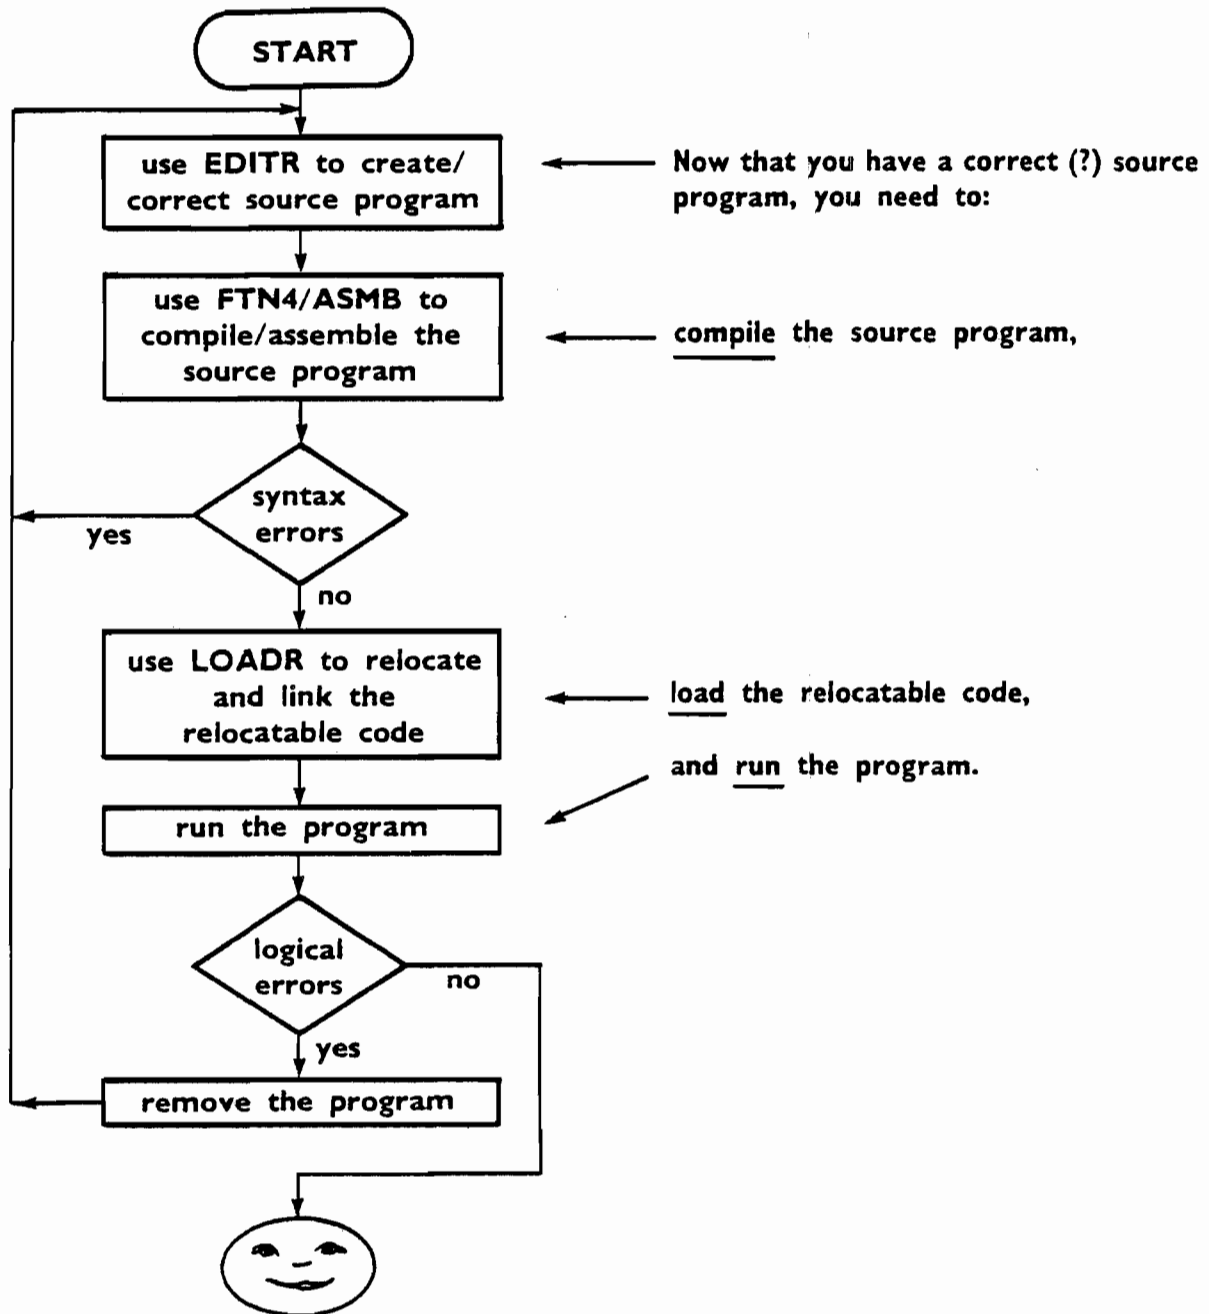 START
use EDITR to create/
correct source program
Now that you have a correct (?) source
program, you need to:
use FTN4/ASMB to
compile/assemble the
source program
compile the source program,
syntax
errors
yes
no
use LOADR to relocate
and link the
relocatable code
load the relocatable code,
and run the program.
run the program
logical
errors
no
yes
remove the program